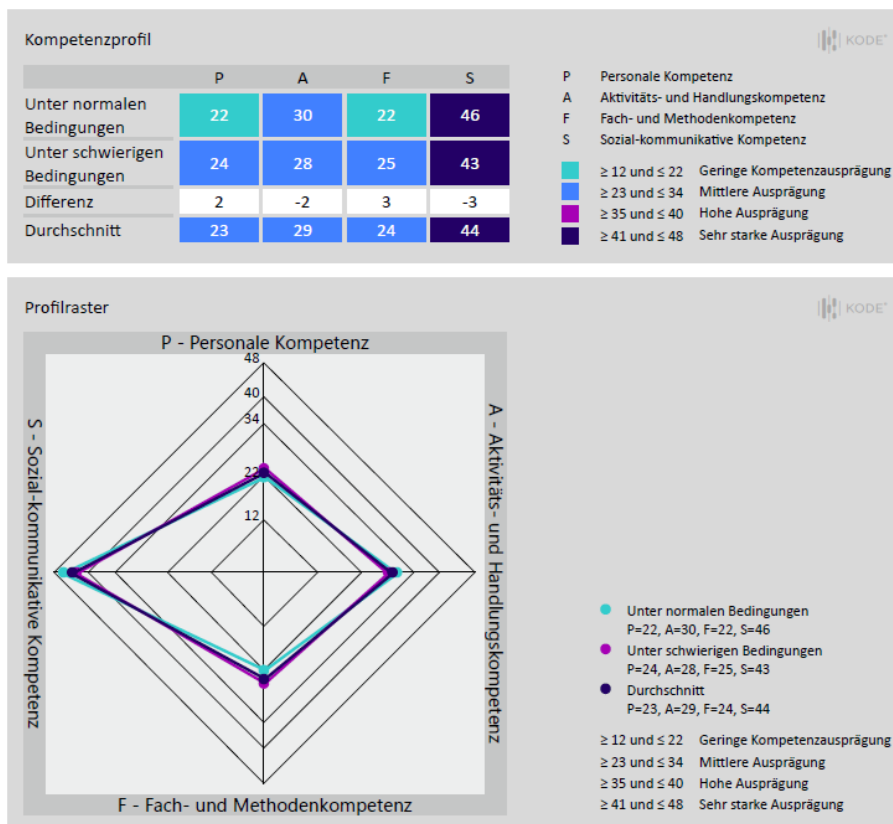 Kompetenzprofil
KODE®
P A F S
Unter normalen
Bedingungen
22 30 22 46
Unter schwierigen
Bedingungen
24 28 25 43
Differenz 2 -2 3 -3
Durchschnitt 23 29 24 44
P Personale Kompetenz
A Aktivitäts- und Handlungskompetenz
F Fach- und Methodenkompetenz
S Sozial-kommunikative Kompetenz
≥ 12 und ≤ 22 Geringe Kompetenzausprägung
≥ 23 und ≤ 34 Mittlere Ausprägung
≥ 35 und ≤ 40 Hohe Ausprägung
≥ 41 und ≤ 48 Sehr starke Ausprägung
Profilraster
KODE®
P - Personale Kompetenz
48
40
34
22
12
S - Sozial-kommunikative Kompetenz
A - Aktivitäts- und Handlungskompetenz
F - Fach- und Methodenkompetenz
Unter normalen Bedingungen
P=22, A=30, F=22, S=46
Unter schwierigen Bedingungen
P=24, A=28, F=25, S=43
Durchschnitt
P=23, A=29, F=24, S=44
≥ 12 und ≤ 22 Geringe Kompetenzausprägung
≥ 23 und ≤ 34 Mittlere Ausprägung
≥ 35 und ≤ 40 Hohe Ausprägung
≥ 41 und ≤ 48 Sehr starke Ausprägung